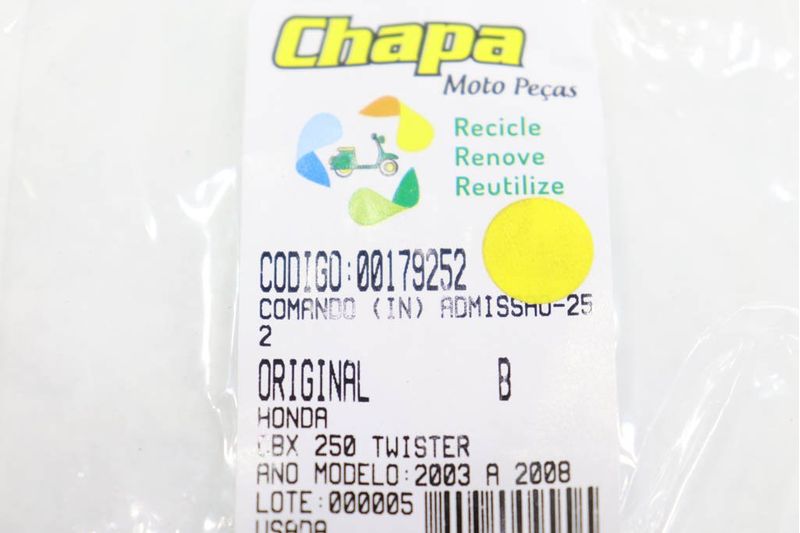 Chapa
Moto Peças
Recicle
Renove
Reutilize
CODIGO:00179252
COMANDO (IN) ADMISSAO-25
2
ORIGINAL B
HONDA
CBX 250 TWISTER
ANO MODELO:2003 A 2008
LOTE:000005
USADA